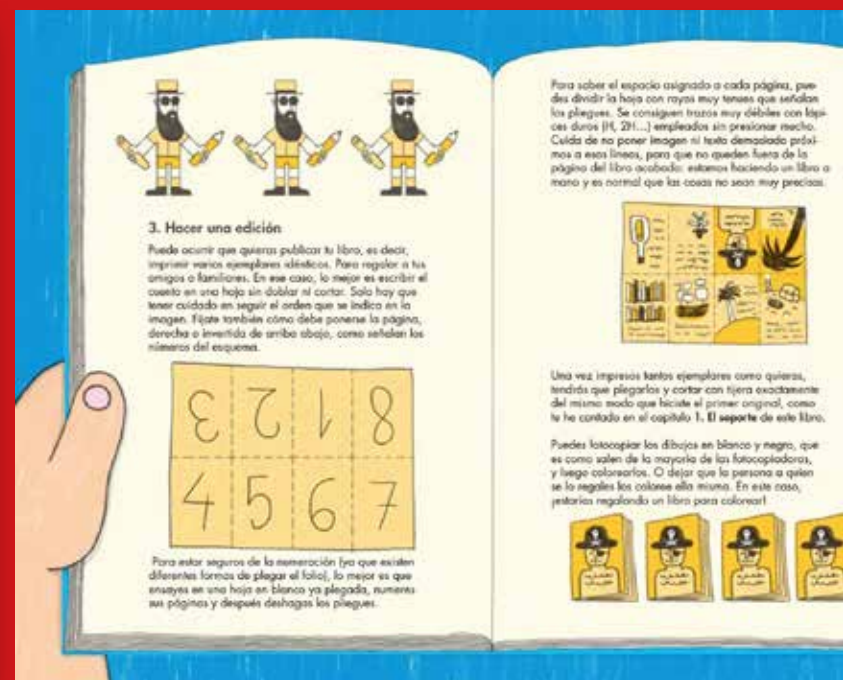 3. Hacer una edición
Puede ocurrir que quieras publicar tu libro, es decir,
imprimir varios ejemplares idénticos. Para regalar a tus
amigos o familiares. En ese caso, lo mejor es escribir el
cuento en una hoja sin doblar ni cortar. Solo hay que
tener cuidado en seguir el orden que se indica en la
imagen. Fíjate también cómo debe ponerse la página,
derecha o invertida de arriba abajo, como señalan los
números del esquema.
3 2 1 8
4 5 6 7
Para estar seguros de la numeración (ya que existen
diferentes formas de plegar el folio), lo mejor es que
ensayes en una hoja en blanco ya plegada, numera
sus páginas y después deshagas los pliegues.
Para saber el espacio asignado a cada página, pue-
des dividir la hoja con rayas muy tenues que señalan
los pliegues. Se consiguen trazos muy débiles con lápi-
ces duros (H, 2H...) empleados sin presionar mucho.
Cuida de no poner imagen ni texto demasiado próxi-
mos a esas líneas, para que no queden fuera de la
página del libro acabado: estamos haciendo un libro a
mano y es normal que las cosas no sean muy precisas.
Una vez impresos tantos ejemplares como quieras,
tendrás que plegarlos y cortar con tijera exactamente
del mismo modo que hiciste el primer original, como
te he contado en el capítulo 1. El soporte de este libro.
Puedes fotocopiar los dibujos en blanco y negro, que
es como salen de la mayoría de las fotocopiadoras,
y luego colorearlos. O dejar que la persona a quien
se lo regales los coloree ella misma. En este caso,
¡estarías regalando un libro para colorear!